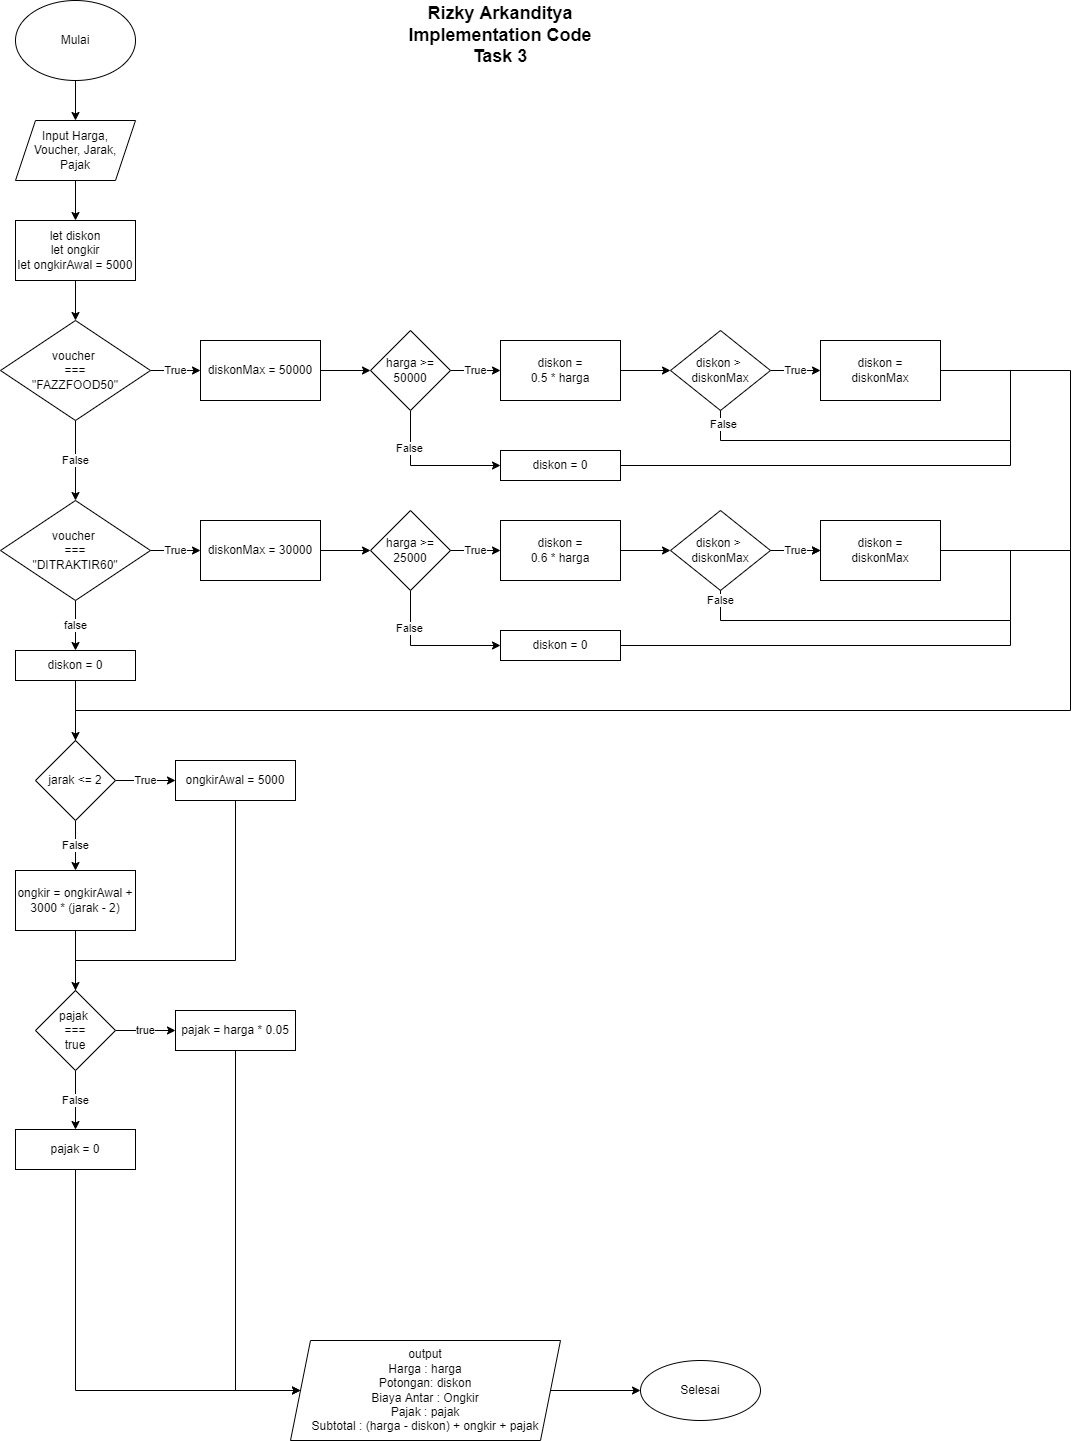 Rizky Arkanditya
Implementation Code
Task 3
Mulai
Input Harga,
Voucher, Jarak,
Pajak
let diskon
let ongkir
let ongkirAwal = 5000
voucher
===
"FAZZFOOD50"
True
diskonMax = 50000
harga >=
50000
True
diskon =
0.5 * harga
diskon >
diskonMax
True
diskon =
diskonMax
False
False
diskon = 0
False
voucher
===
"DITRAKTIR60"
True
diskonMax = 30000
harga >=
25000
True
diskon =
0.6 * harga
diskon >
diskonMax
True
diskon =
diskonMax
False
False
diskon = 0
false
diskon = 0
jarak <= 2
True
ongkirAwal = 5000
False
ongkir = ongkirAwal +
3000 * (jarak - 2)
pajak
===
true
true
pajak = harga * 0.05
False
pajak = 0
output
Harga : harga
Potongan: diskon
Biaya Antar : Ongkir
Pajak : pajak
Subtotal : (harga - diskon) + ongkir + pajak
Selesai